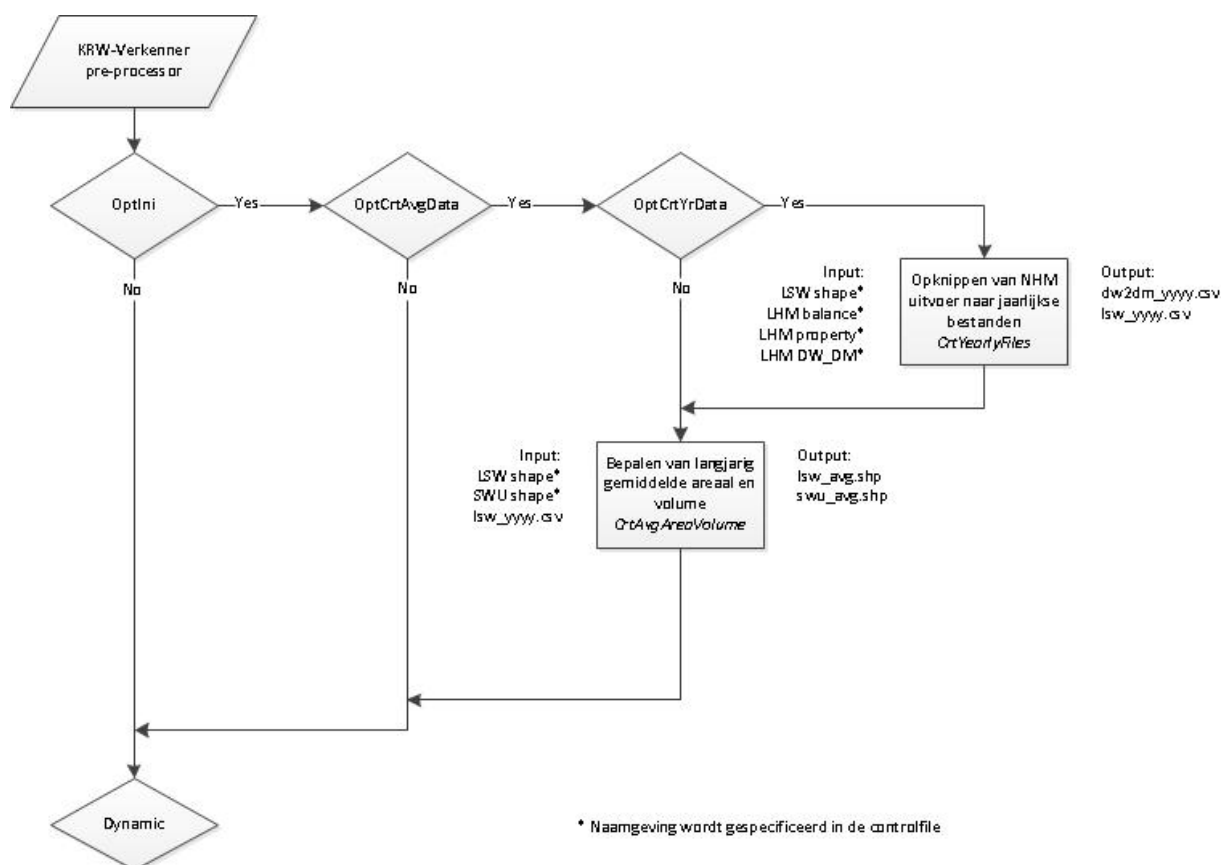 KRW-Verkenner
pre-processor
OptIni
Yes
OptCrtAvgData
Yes
OptCrtYrData
Yes
No
No
No
Input:
LSW shape*
LHM balance*
LHM property*
LHM DW_DM*
Opknippen van NHM
uitvoer naar jaarlijkse
bestanden
CrtYearlyFiles
Output:
dw2dm_yyyy.csv
lsw_yyyy.csv
Input:
LSW shape*
SWU shape*
lsw_yyyy.csv
Bepalen van langjarig
gemiddelde areaal en
volume
CrtAvgAreaVolume
Output:
lsw_avg.shp
swu_avg.shp
Dynamic
* Naamgeving wordt gespecificeerd in de controlfile